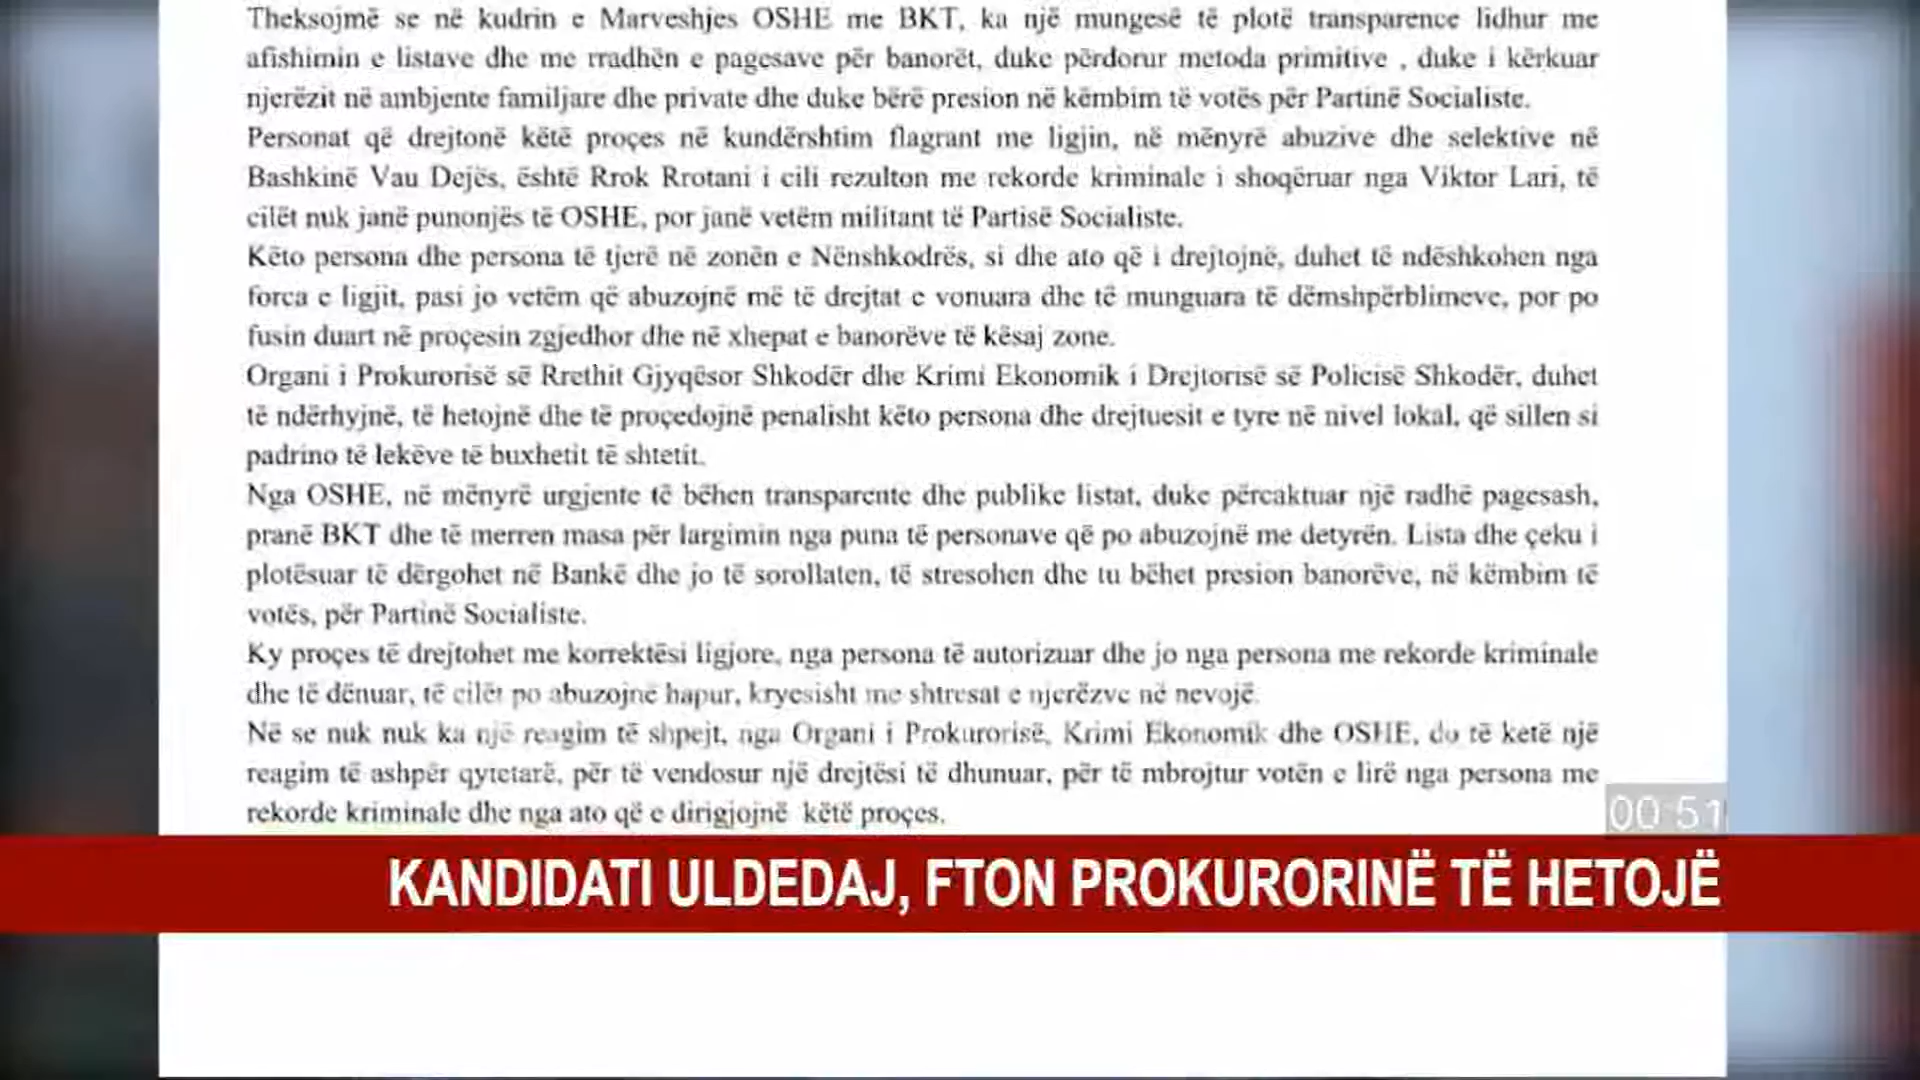 Theksojmë se në kudrin e Marveshjes OSHE me BKT, ka një mungesë të plotë transparence lidhur me
afishimin e listave dhe me rradhën e pagesave për banorët, duke përdorur metoda primitive , duke i kërkuar
njerëzit në ambjente familjare dhe private dhe duke bërë presion në këmbim të votës për Partinë Socialiste.
Personat që drejtonë këtë proçes në kundërshtim flagrant me ligjin, në mënyrë abuzive dhe selektive në
Bashkinë Vau Dejës, është Rrok Rrotani i cili rezulton me rekorde kriminale i shoqëruar nga Viktor Lari, të
cilët nuk janë punonjës të OSHE, por janë vetëm militant të Partisë Socialiste.
Këto persona dhe persona të tjerë në zonën e Nënshkodrës, si dhe ato që i drejtojnë, duhet të ndëshkohen nga
forca e ligjit, pasi jo vetëm që abuzojnë më të drejtat e vonuara dhe të munguara të dëmshpërblimeve, por po
fusin duart në proçesin zgjedhor dhe në xhepat e banorëve të kësaj zone.
Organi i Prokurorisë së Rrethit Gjyqësor Shkodër dhe Krimi Ekonomik i Drejtorisë së Policisë Shkodër, duhet
të ndërhyjnë, të hetojnë dhe të proçedojnë penalisht këto persona dhe drejtuesit e tyre në nivel lokal, që sillen si
padrino të lekëve të buxhetit të shtetit.
Nga OSHE, në mënyrë urgjente të bëhen transparente dhe publike listat, duke përcaktuar një radhë pagesash,
pranë BKT dhe të merren masa për largimin nga puna të personave që po abuzojnë me detyrën. Lista dhe çeku i
plotësuar të dërgohet në Bankë dhe jo të sorollaten, të stresohen dhe tu bëhet presion banorëve, në këmbim të
votës, për Partinë Socialiste.
Ky proçes të drejtohet me korrektësi ligjore, nga persona të autorizuar dhe jo nga persona me rekorde kriminale
dhe të dënuar, të cilët po abuzojnë hapur, kryesisht me shtresat e njerëzve në nevojë.
Në se nuk nuk ka një reagim të shpejt, nga Organi i Prokurorisë, Krimi Ekonomik dhe OSHE, do të ketë një
reagim të ashpër qytetarë, për të vendosur një drejtësi të dhunuar, për të mbrojtur votën e lirë nga persona me
rekorde kriminale dhe nga ato që e dirigjojnë këtë proçes.
00:51
KANDIDATI ULDEDAJ, FTON PROKURORINË TË HETOJË